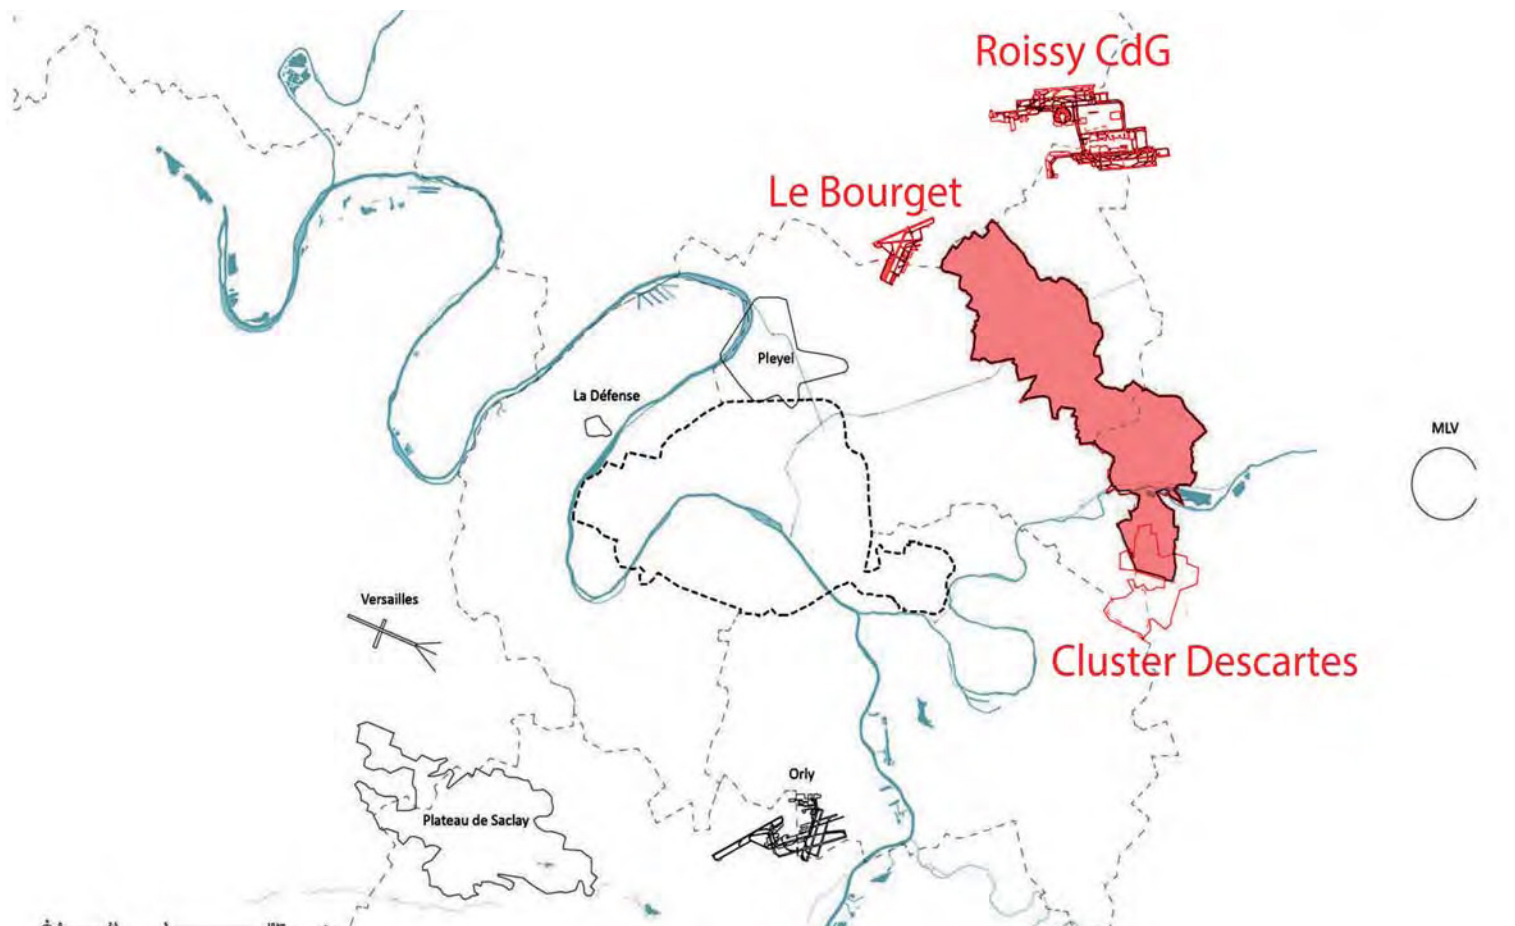 Roissy CdG
Le Bourget
Pleyel
La Défense
MLV
Versailles
Cluster Descartes
Orly
Plateau de Saclay